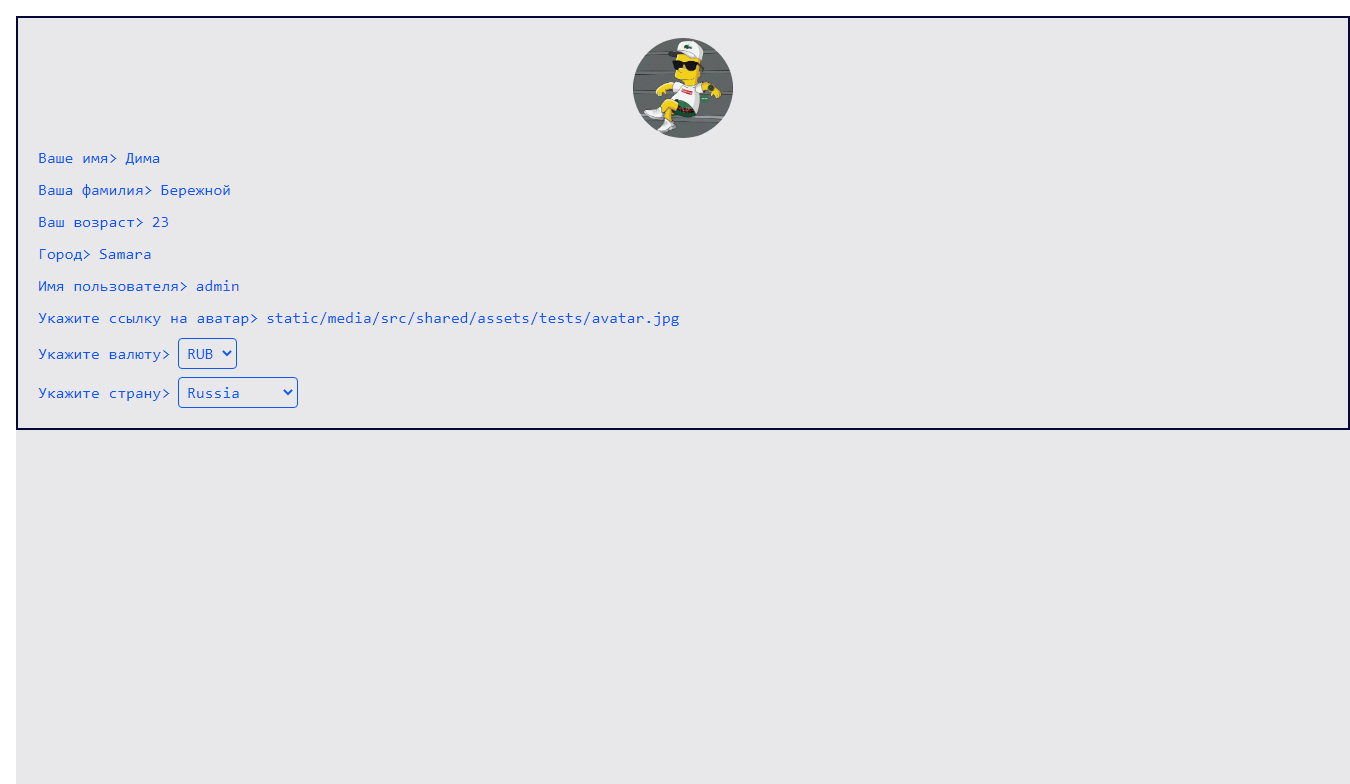 Ваше имя> Дима
Ваша фамилия> Бережной
Ваш возраст> 23
Город> Samara
Имя пользователя> admin
Укажите ссылку на аватар> static/media/src/shared/assets/tests/avatar.jpg
Укажите валюту> RUB
Укажите страну> Russia